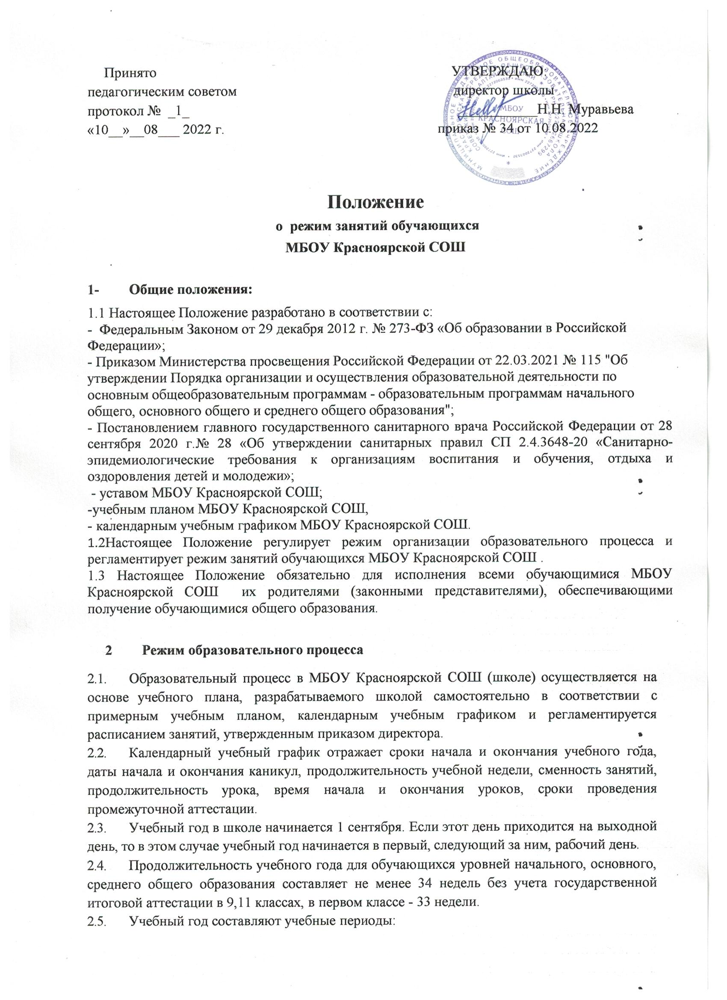 Принято
педагогическим советом
протокол № _1_
«10__»__08___ 2022 г.
УТВЕРЖДАЮ:
директор школы
___________Н.Н. Муравьева
приказ № 34 от 10.08.2022
МБОУ
КРАСНОЯРСКАЯ
СОШ
Положение
о режим занятий обучающихся
МБОУ Красноярской СОШ
1- Общие положения:
1.1 Настоящее Положение разработано в соответствии с:
- Федеральным Законом от 29 декабря 2012 г. № 273-ФЗ «Об образовании в Российской
Федерации»;
- Приказом Министерства просвещения Российской Федерации от 22.03.2021 № 115 "Об
утверждении Порядка организации и осуществления образовательной деятельности по
основным общеобразовательным программам - образовательным программам начального
общего, основного общего и среднего общего образования";
- Постановлением главного государственного санитарного врача Российской Федерации от 28
сентября 2020 г.№ 28 «Об утверждении санитарных правил СП 2.4.3648-20 «Санитарно-
эпидемиологические требования к организациям воспитания и обучения, отдыха и
оздоровления детей и молодежи»;
- уставом МБОУ Красноярской СОШ;
-учебным планом МБОУ Красноярской СОШ,
- календарным учебным графиком МБОУ Красноярской СОШ.
1.2Настоящее Положение регулирует режим организации образовательного процесса и
регламентирует режим занятий обучающихся МБОУ Красноярской СОШ .
1.3 Настоящее Положение обязательно для исполнения всеми обучающимися МБОУ
Красноярской СОШ их родителями (законными представителями), обеспечивающими
получение обучающимися общего образования.
2 Режим образовательного процесса
2.1. Образовательный процесс в МБОУ Красноярской СОШ (школе) осуществляется на
основе учебного плана, разрабатываемого школой самостоятельно в соответствии с
примерным учебным планом, календарным учебным графиком и регламентируется
расписанием занятий, утвержденным приказом директора.
2.2. Календарный учебный график отражает сроки начала и окончания учебного года,
даты начала и окончания каникул, продолжительность учебной недели, сменность занятий,
продолжительность урока, время начала и окончания уроков, сроки проведения
промежуточной аттестации.
2.3. Учебный год в школе начинается 1 сентября. Если этот день приходится на выходной
день, то в этом случае учебный год начинается в первый, следующий за ним, рабочий день.
2.4. Продолжительность учебного года для обучающихся уровней начального, основного,
среднего общего образования составляет не менее 34 недель без учета государственной
итоговой аттестации в 9,11 классах, в первом классе - 33 недели.
2.5. Учебный год составляют учебные периоды: